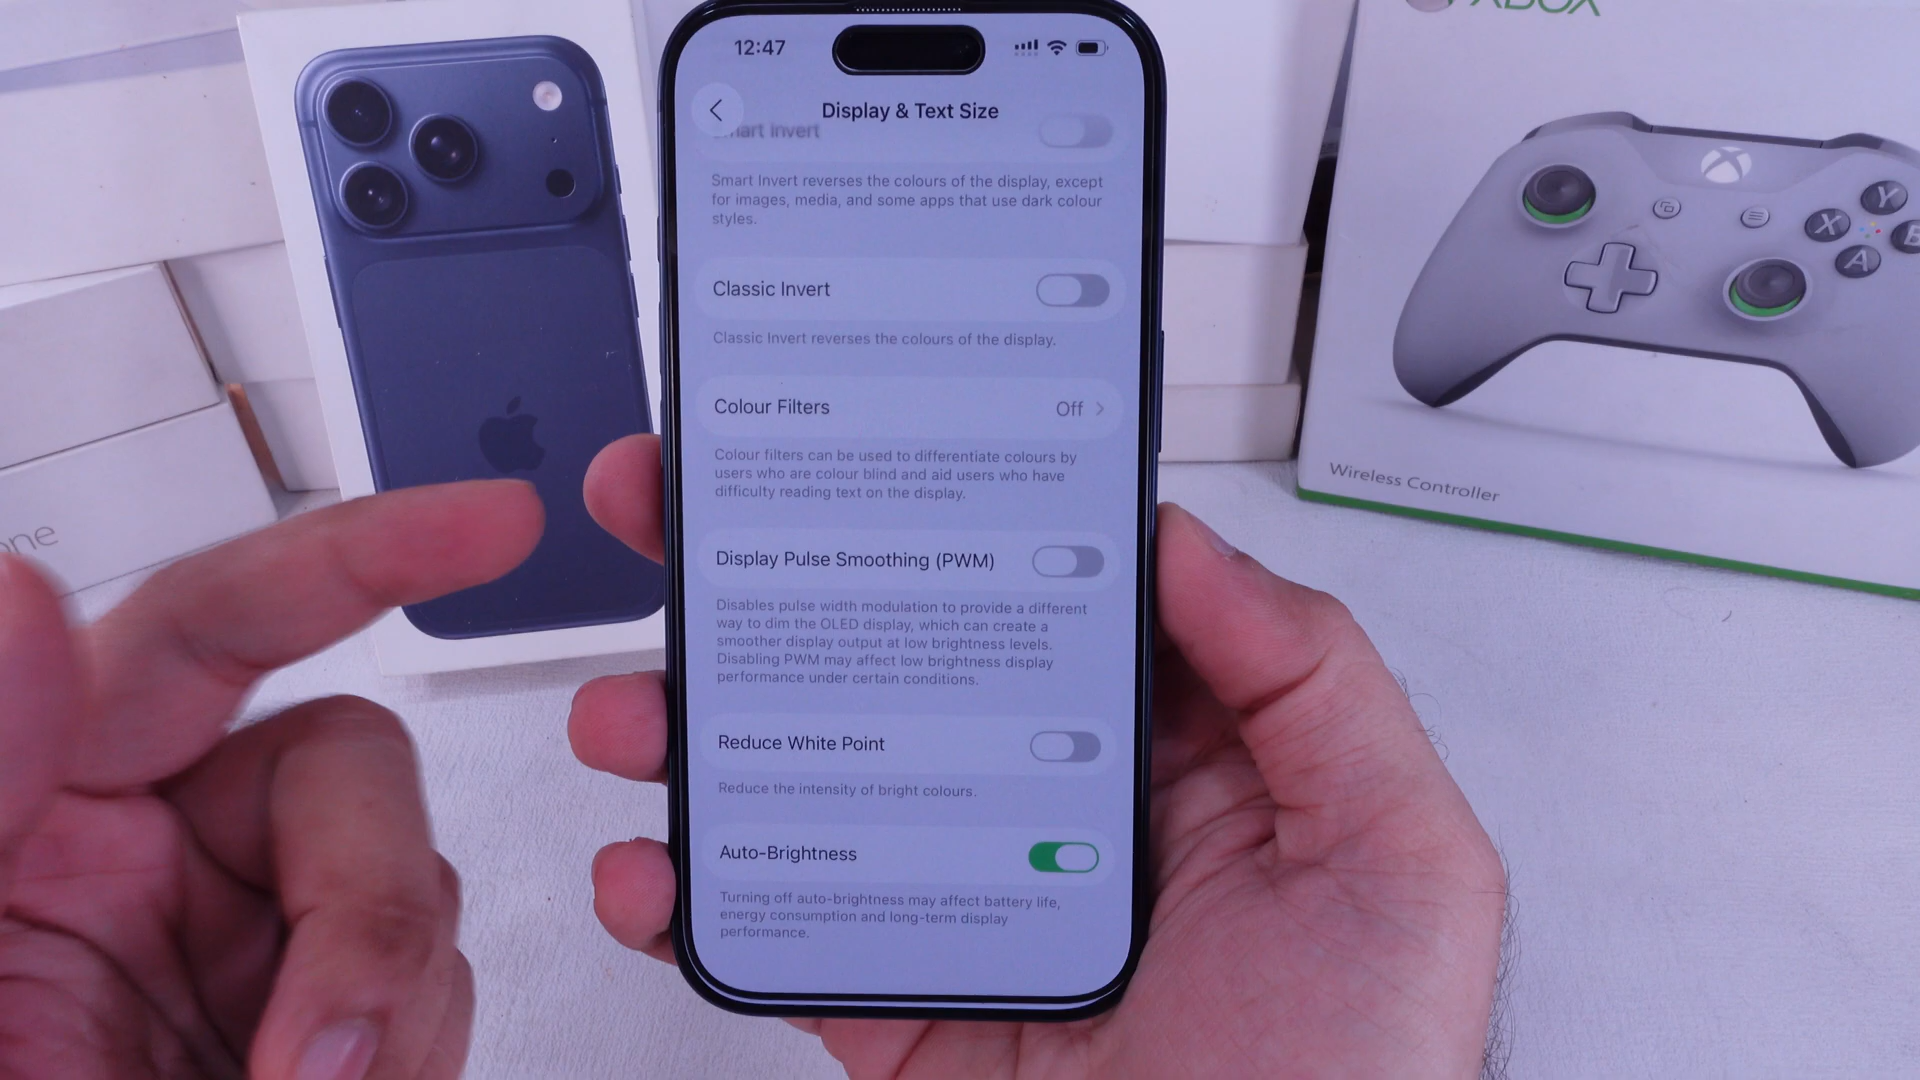 XBOX
12:47
Display & Text Size
Smart Invert
Smart Invert reverses the colours of the display, except
for images, media, and some apps that use dark colour
styles.
Classic Invert
Classic Invert reverses the colours of the display.
Colour Filters
Off
Colour filters can be used to differentiate colours by
users who are colour blind and aid users who have
difficulty reading text on the display.
Display Pulse Smoothing (PWM)
Disables pulse width modulation to provide a different
way to dim the OLED display, which can create a
smoother display output at low brightness levels.
Disabling PWM may affect low brightness display
performance under certain conditions.
Reduce White Point
Reduce the intensity of bright colours.
Auto-Brightness
Turning off auto-brightness may affect battery life,
energy consumption and long-term display
performance.
Y
X
B
A
Wireless Controller
one